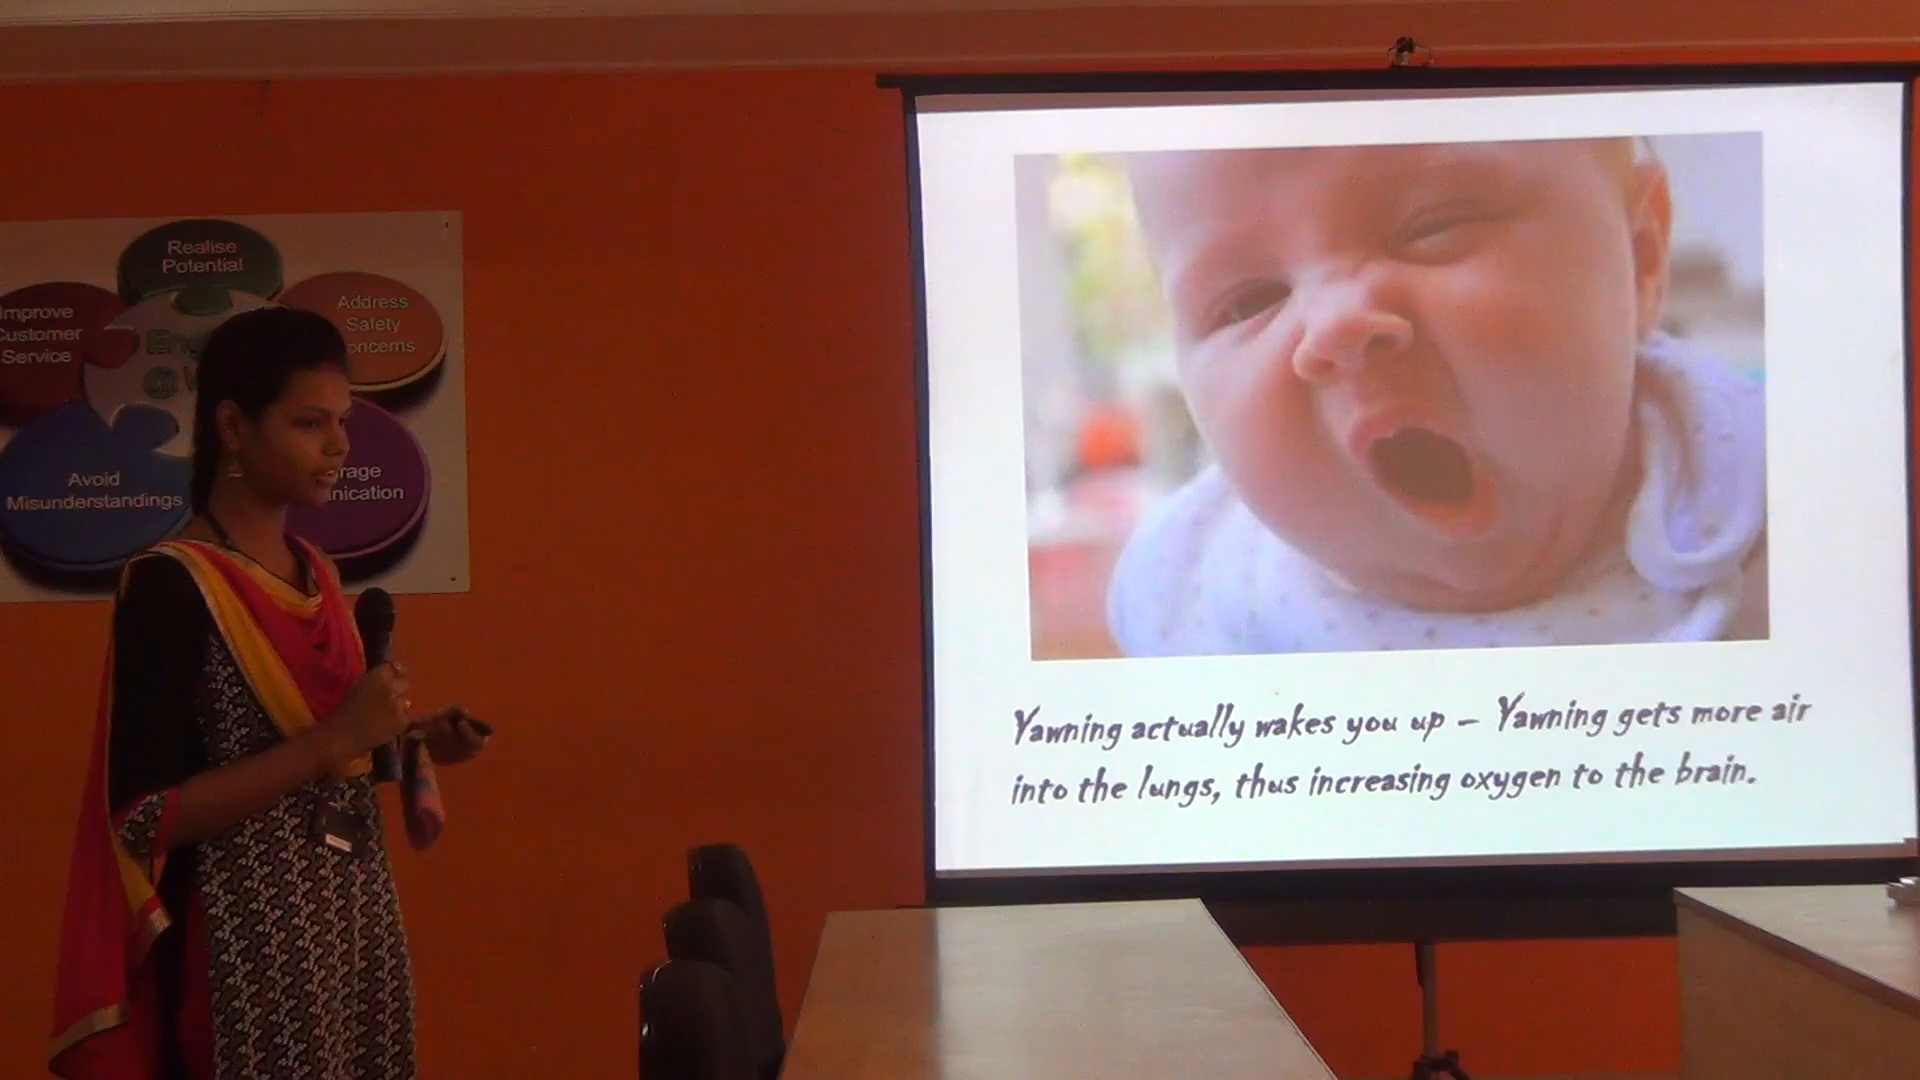 Realise
Potential
Improve
Customer
Service
Address
Safety
Avoid
Misunderstandings
Yawning actually wakes you up – Yawning gets more air
into the lungs, thus increasing oxygen to the brain.